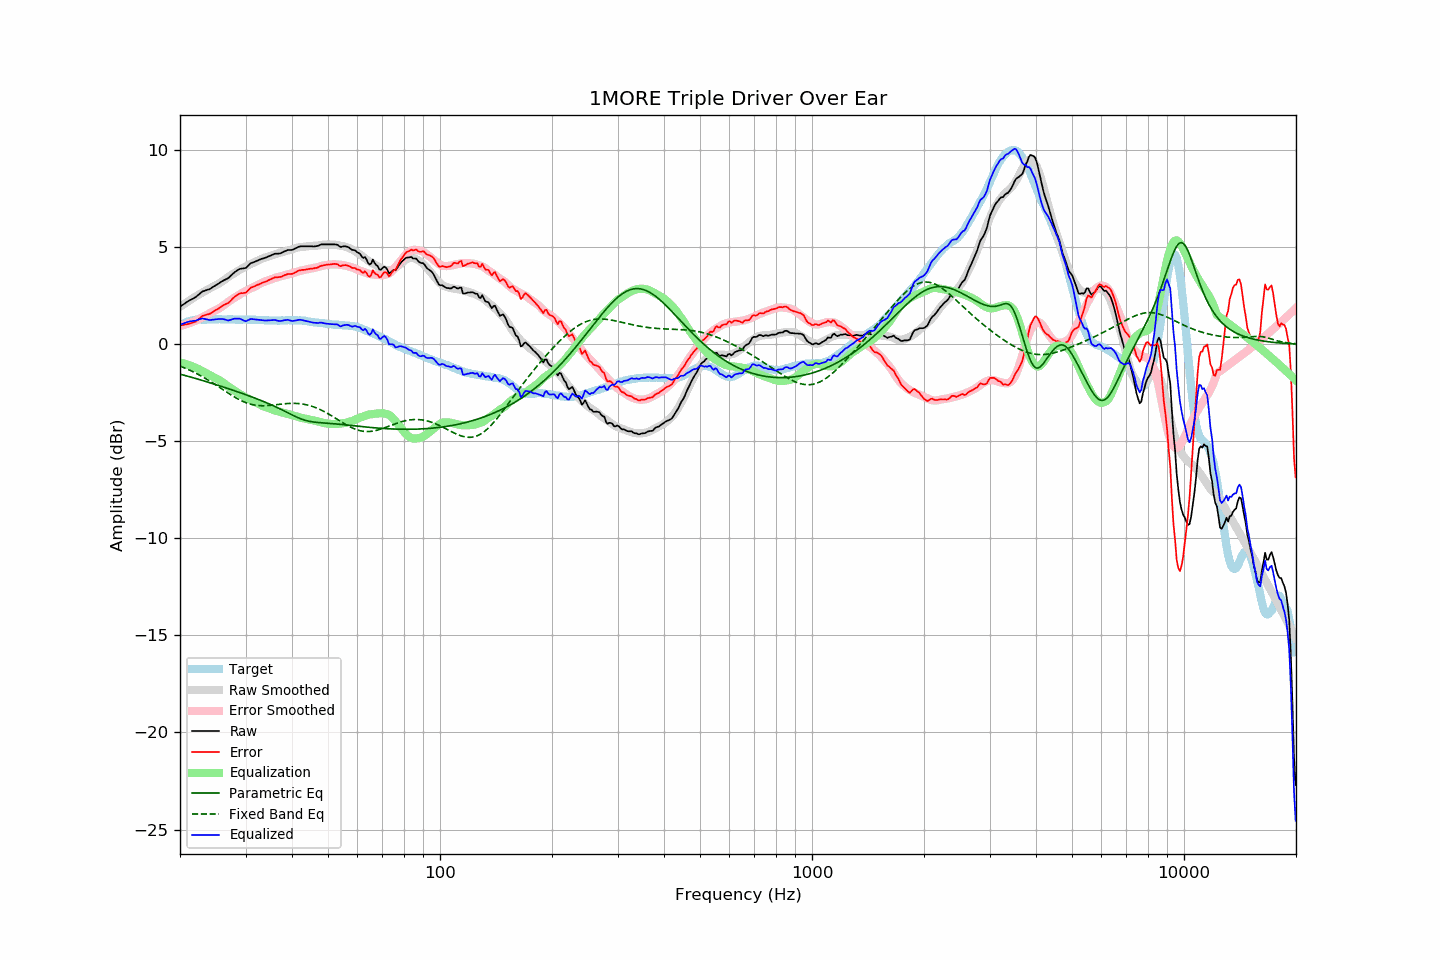 1MORE Triple Driver Over Ear
10
5
0
−5
−10
−15
−20
−25
Amplitude (dBr)
Target
Raw Smoothed
Error Smoothed
Raw
Error
Equalization
Parametric Eq
Fixed Band Eq
Equalized
100
1000
10000
Frequency (Hz)